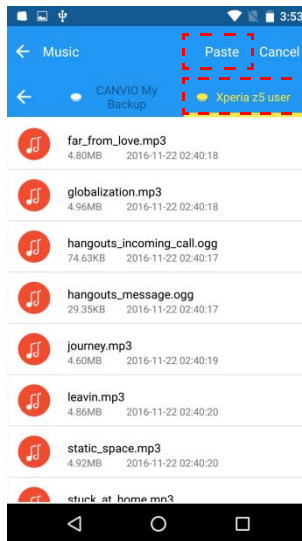 3:53
Music Paste Cancel
CANVIO My
Backup
Xperia z5 user
far_from_love.mp3
4.80MB 2016-11-22 02:40:18
globalization.mp3
4.96MB 2016-11-22 02:40:18
hangouts_incoming_call.ogg
74.63KB 2016-11-22 02:40:17
hangouts_message.ogg
29.35KB 2016-11-22 02:40:17
journey.mp3
4.60MB 2016-11-22 02:40:19
leavin.mp3
4.86MB 2016-11-22 02:40:20
static_space.mp3
4.92MB 2016-11-22 02:40:20
stuck_at_home.mp3